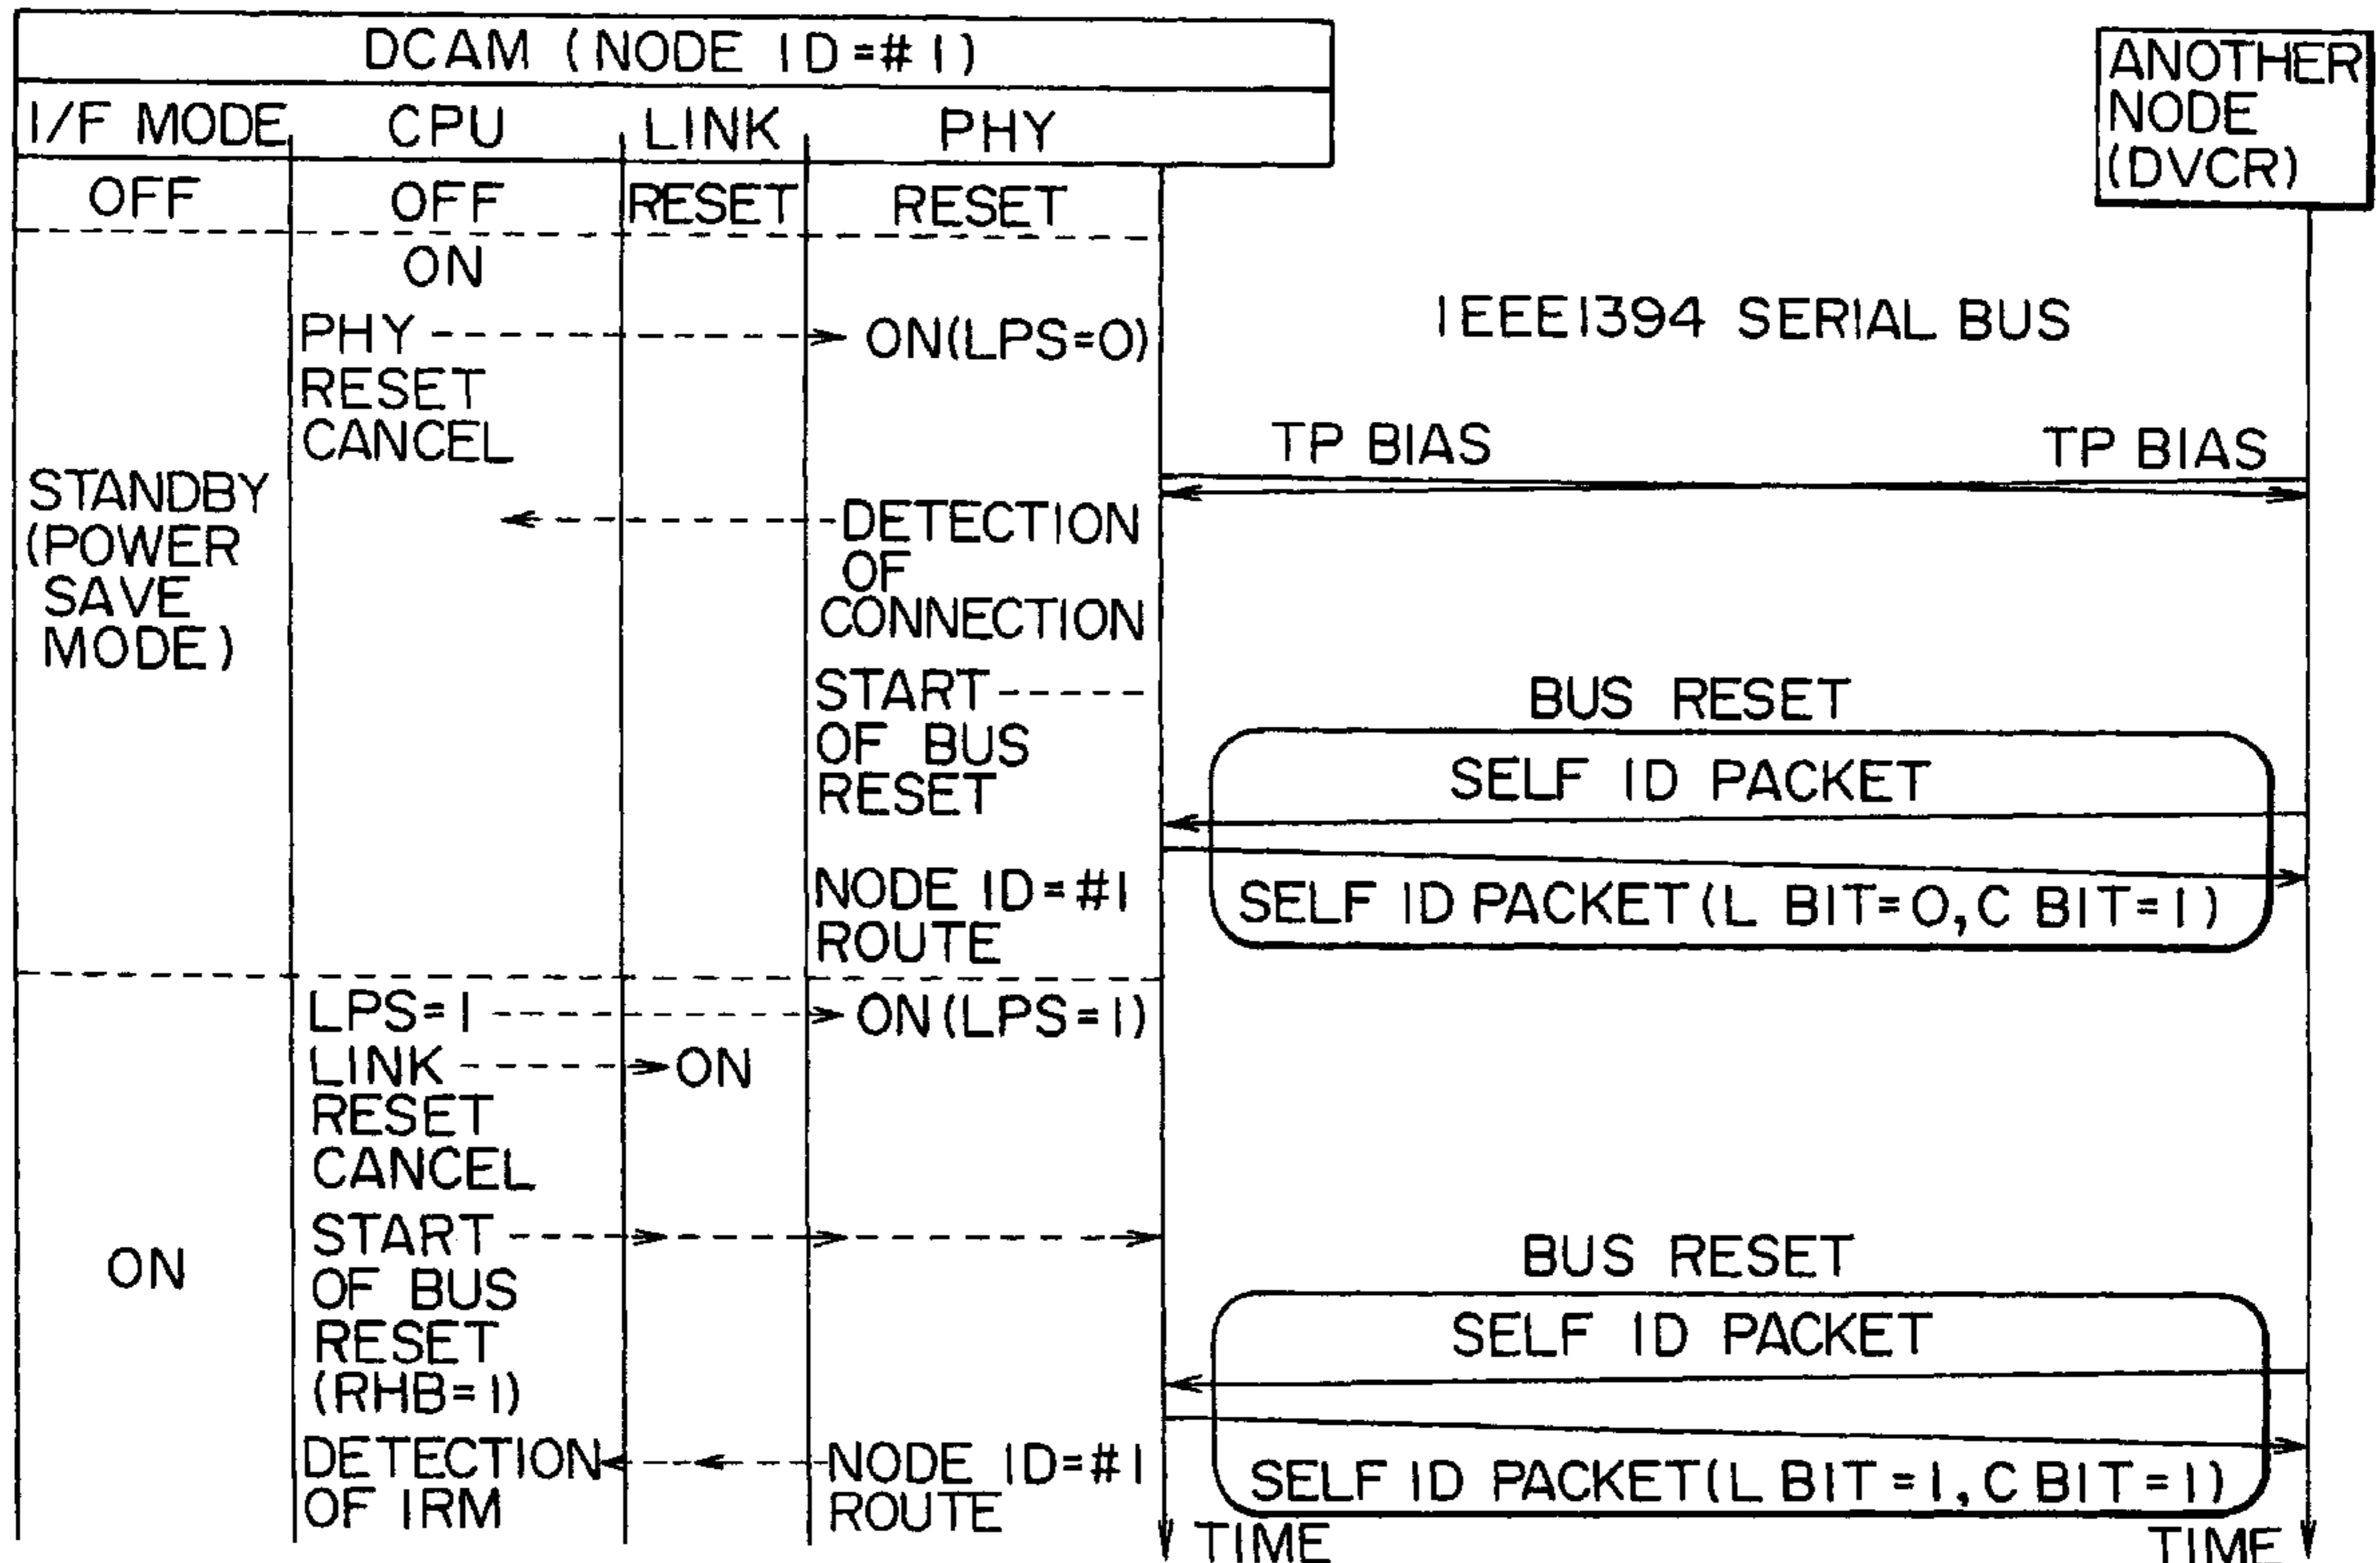 DCAM (NODE ID=#1)
I/F MODE CPU LINK PHY
ANOTHER
NODE
(DVCR)
OFF OFF RESET RESET
ON
PHY
RESET
CANCEL
ON(LPS=0)
IEEE1394 SERIAL BUS
TP BIAS TP BIAS
STANDBY
(POWER
SAVE
MODE)
DETECTION
OF
CONNECTION
START
OF BUS
RESET
BUS RESET
SELF ID PACKET
NODE ID=#1
ROUTE
SELF ID PACKET(L BIT=0,C BIT=1)
LPS=1
ON(LPS=1)
LINK
RESET
CANCEL
ON
ON
START
OF BUS
RESET
(RHB=1)
BUS RESET
SELF ID PACKET
DETECTION
OF IRM
NODE ID=#1
ROUTE
SELF ID PACKET(L BIT=1,C BIT=1)
TIME TIME